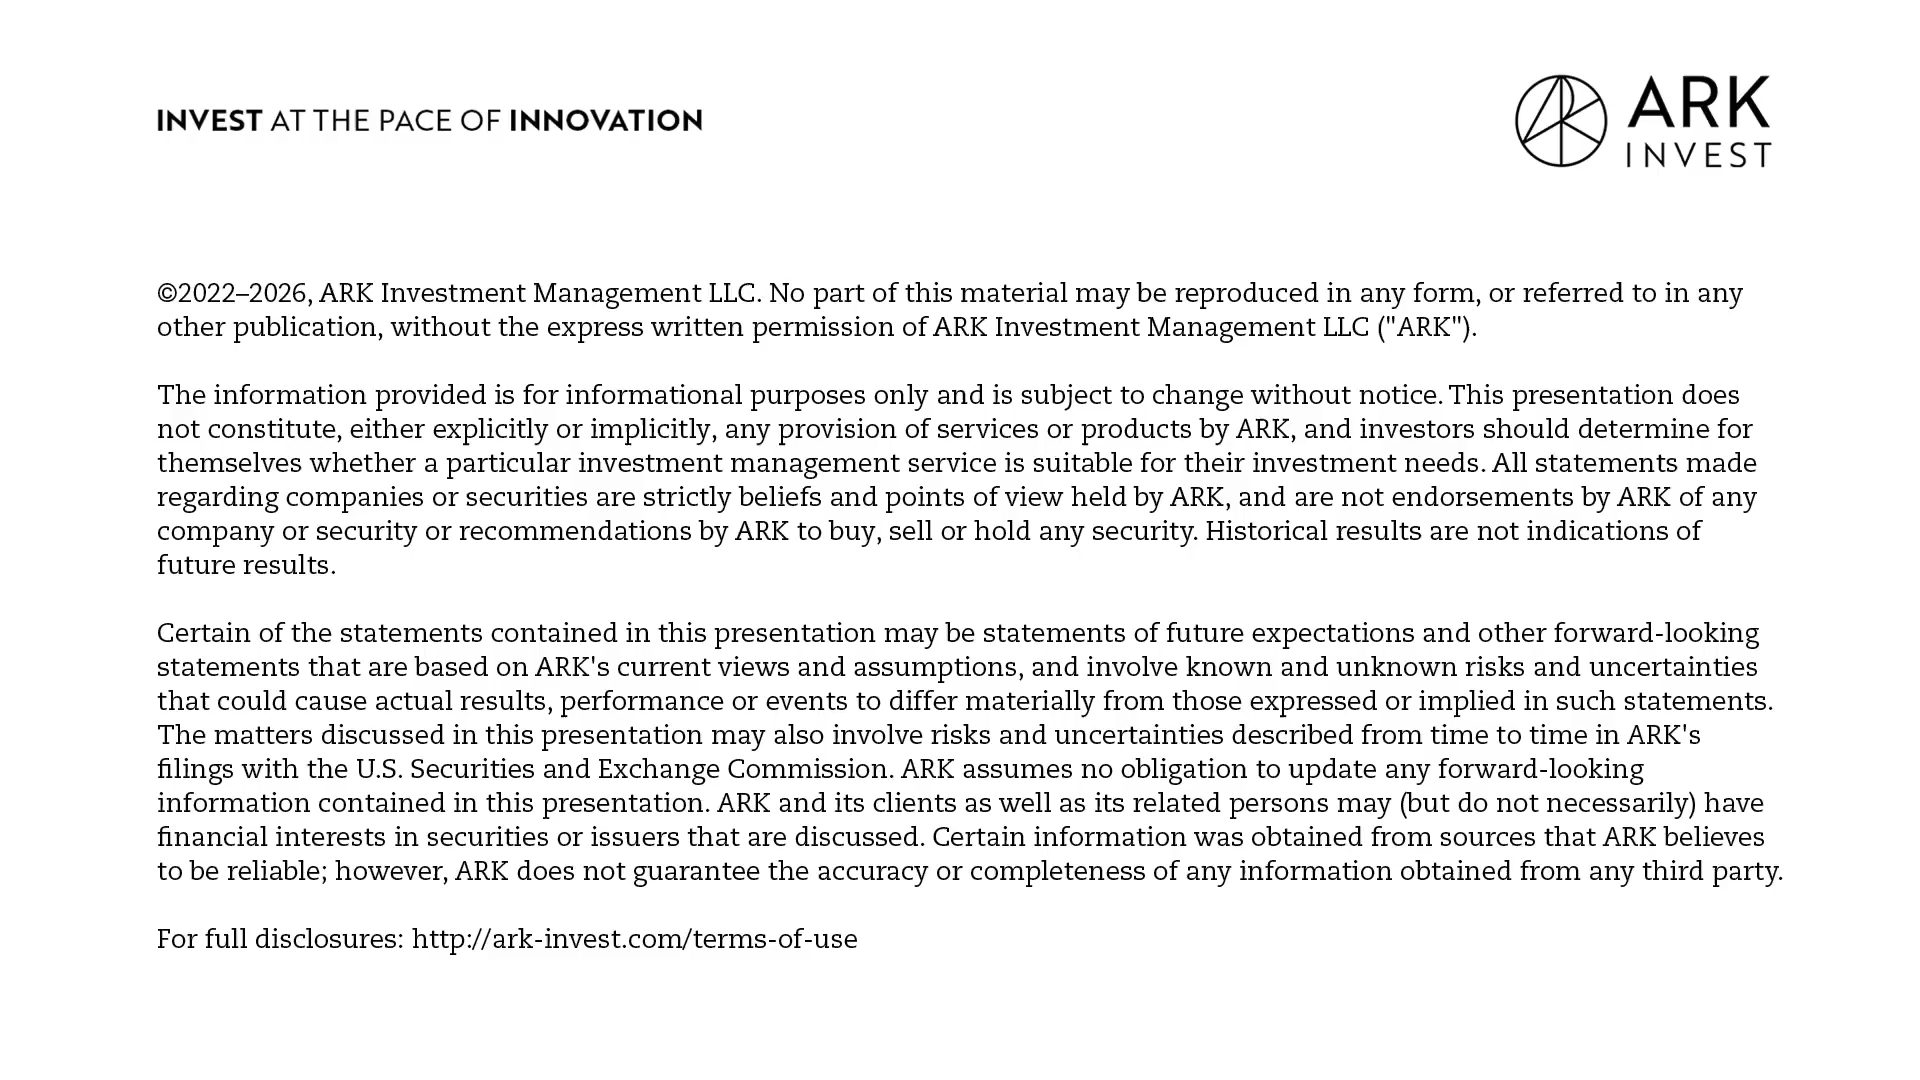 INVEST AT THE PACE OF INNOVATION
ARK
INVEST
©2022–2026, ARK Investment Management LLC. No part of this material may be reproduced in any form, or referred to in any
other publication, without the express written permission of ARK Investment Management LLC ("ARK").
The information provided is for informational purposes only and is subject to change without notice. This presentation does
not constitute, either explicitly or implicitly, any provision of services or products by ARK, and investors should determine for
themselves whether a particular investment management service is suitable for their investment needs. All statements made
regarding companies or securities are strictly beliefs and points of view held by ARK, and are not endorsements by ARK of any
company or security or recommendations by ARK to buy, sell or hold any security. Historical results are not indications of
future results.
Certain of the statements contained in this presentation may be statements of future expectations and other forward-looking
statements that are based on ARK's current views and assumptions, and involve known and unknown risks and uncertainties
that could cause actual results, performance or events to differ materially from those expressed or implied in such statements.
The matters discussed in this presentation may also involve risks and uncertainties described from time to time in ARK's
filings with the U.S. Securities and Exchange Commission. ARK assumes no obligation to update any forward-looking
information contained in this presentation. ARK and its clients as well as its related persons may (but do not necessarily) have
financial interests in securities or issuers that are discussed. Certain information was obtained from sources that ARK believes
to be reliable; however, ARK does not guarantee the accuracy or completeness of any information obtained from any third party.
For full disclosures: http://ark-invest.com/terms-of-use